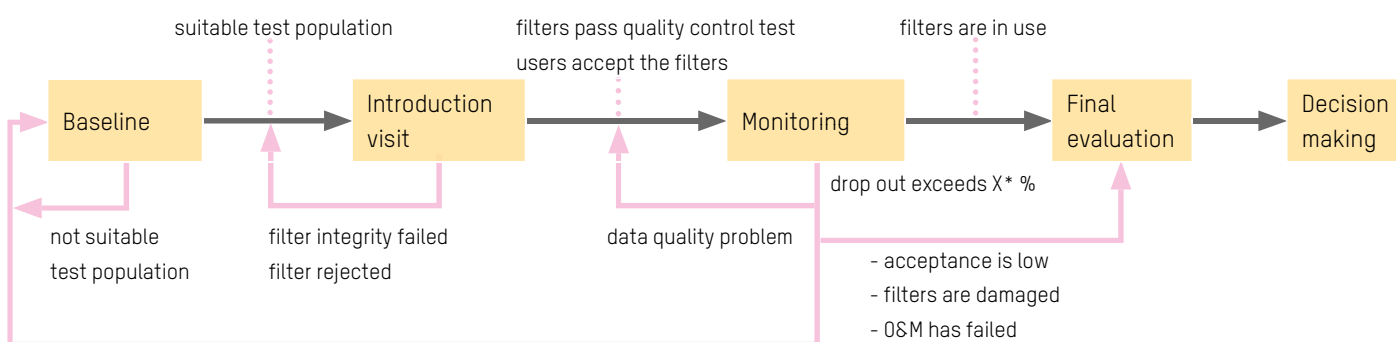 suitable test population
filters pass quality control test
users accept the filters
filters are in use
Baseline
Introduction
visit
Monitoring
Final
evaluation
Decision
making
drop out exceeds X* %
not suitable
test population
filter integrity failed
filter rejected
data quality problem
- acceptance is low
- filters are damaged
- O&M has failed